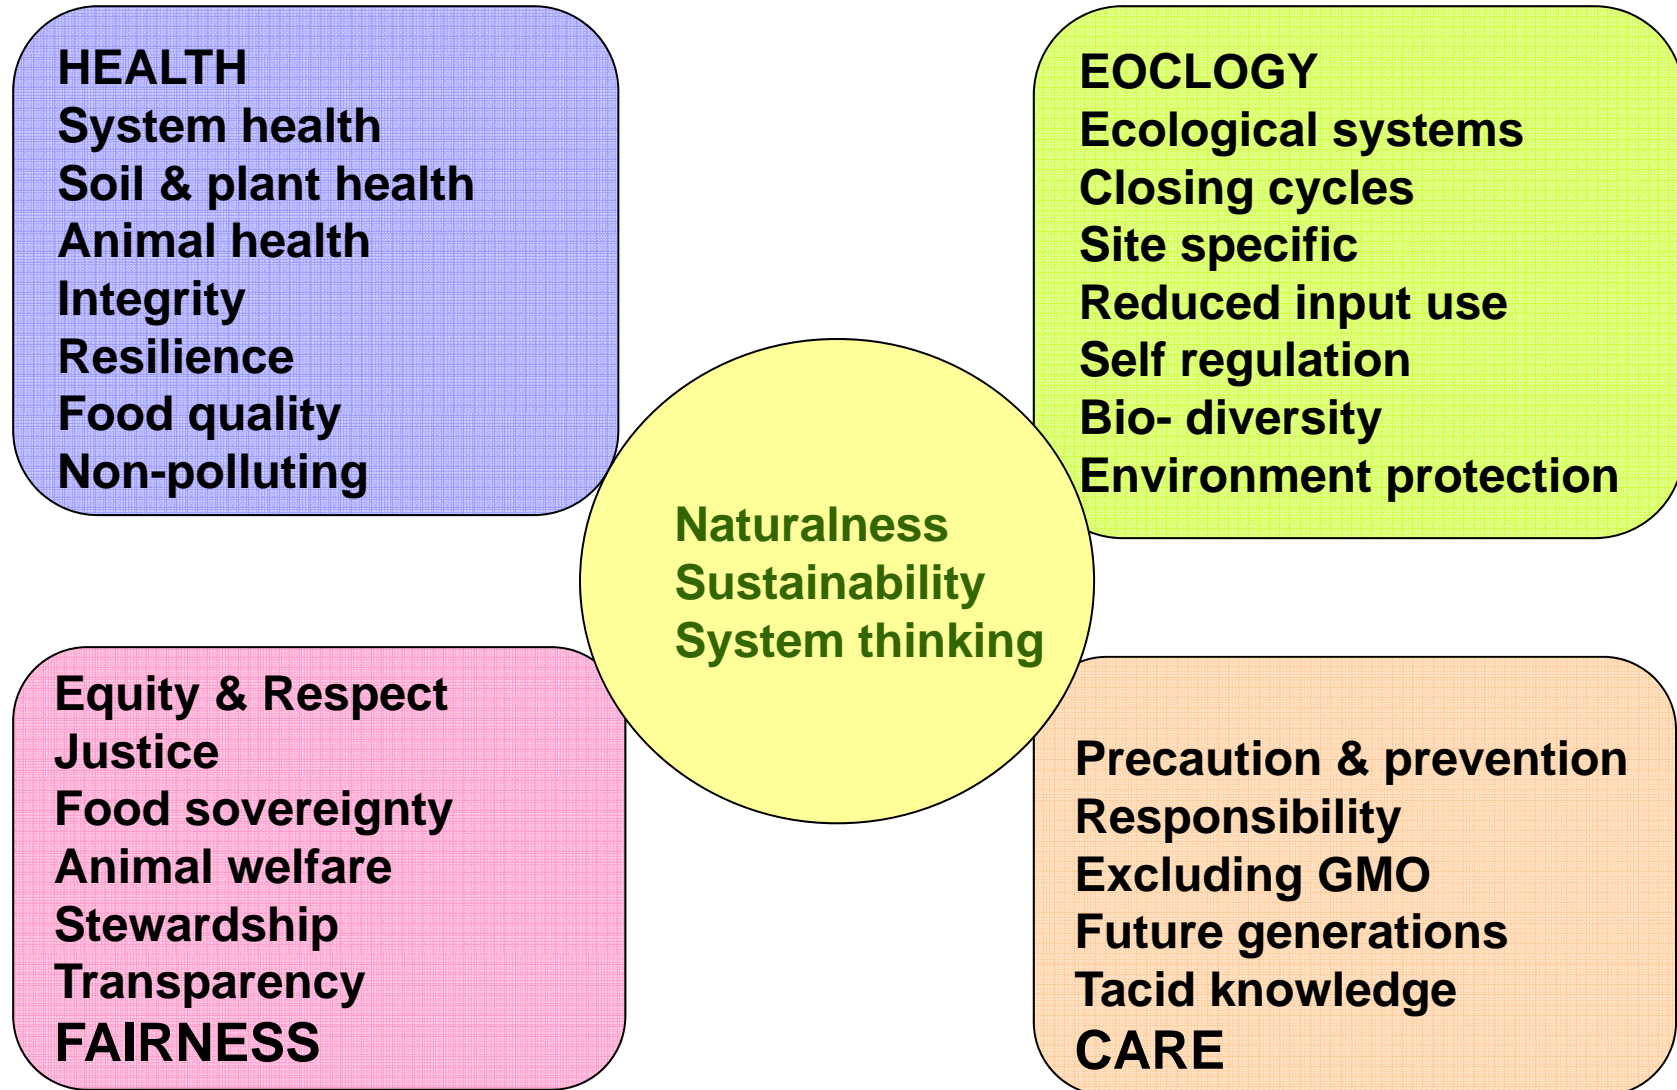 HEALTH
System health
Soil & plant health
Animal health
Integrity
Resilience
Food quality
Non-polluting
EOCLOGY
Ecological systems
Closing cycles
Site specific
Reduced input use
Self regulation
Bio- diversity
Environment protection
Naturalness
Sustainability
System thinking
Equity & Respect
Justice
Food sovereignty
Animal welfare
Stewardship
Transparency
FAIRNESS
Precaution & prevention
Responsibility
Excluding GMO
Future generations
Tacid knowledge
CARE